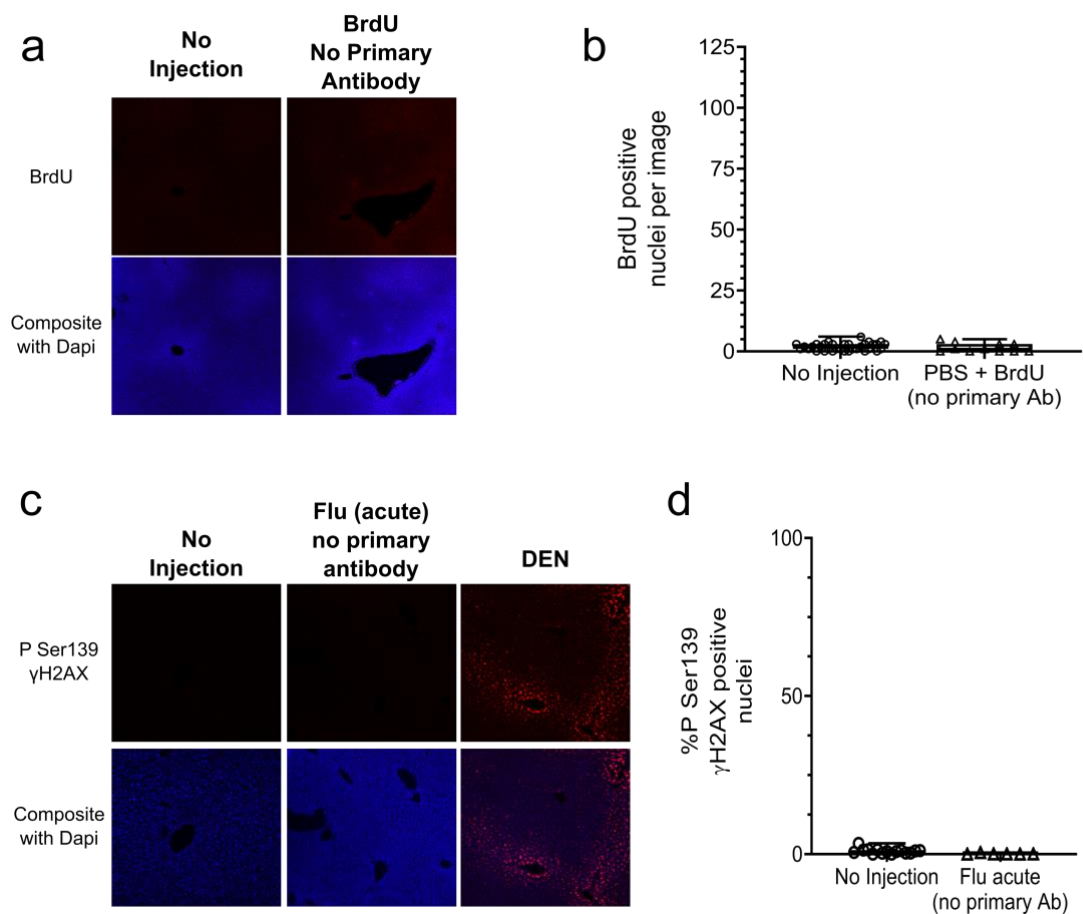 a
No
Injection
BrdU
No Primary
Antibody
BrdU
Composite
with Dapi
b
BrdU positive
nuclei per image
125
100
75
50
25
0
No Injection
PBS + BrdU
(no primary Ab)
c
No
Injection
Flu (acute)
no primary
antibody
DEN
P Ser139
γH2AX
Composite
with Dapi
d
%P Ser139
γH2AX positive
nuclei
100
50
0
No Injection
Flu acute
(no primary Ab)